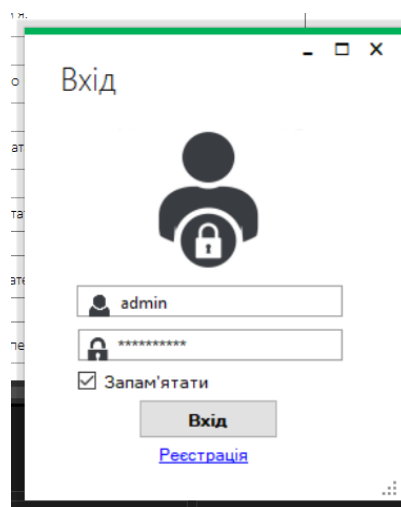 Вхід
admin
**********
Запам'ятати
Вхід
Реєстрація